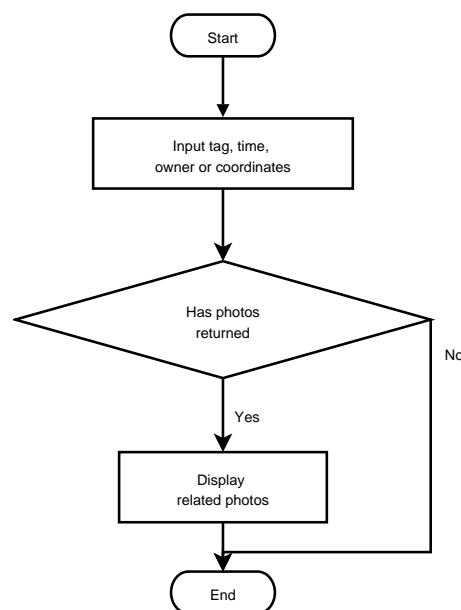 Start
Input tag, time,
owner or coordinates
Has photos
returned
No
Yes
Display
related photos
End